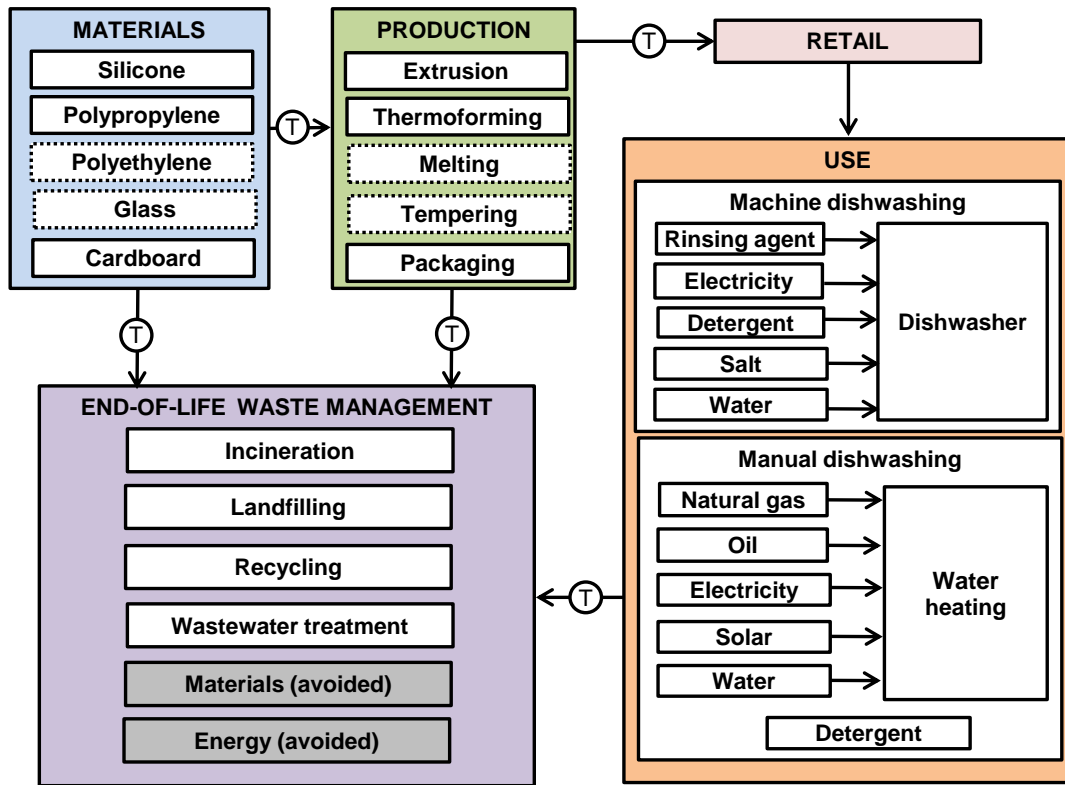 MATERIALS
Silicone
Polypropylene
Polyethylene
Glass
Cardboard
T
PRODUCTION
Extrusion
Thermoforming
Melting
Tempering
Packaging
T
RETAIL
T
T
END-OF-LIFE WASTE MANAGEMENT
Incineration
Landfilling
Recycling
Wastewater treatment
Materials (avoided)
Energy (avoided)
T
USE
Machine dishwashing
Rinsing agent
Electricity
Detergent
Salt
Water
Dishwasher
Manual dishwashing
Natural gas
Oil
Electricity
Solar
Water
Water
heating
Detergent